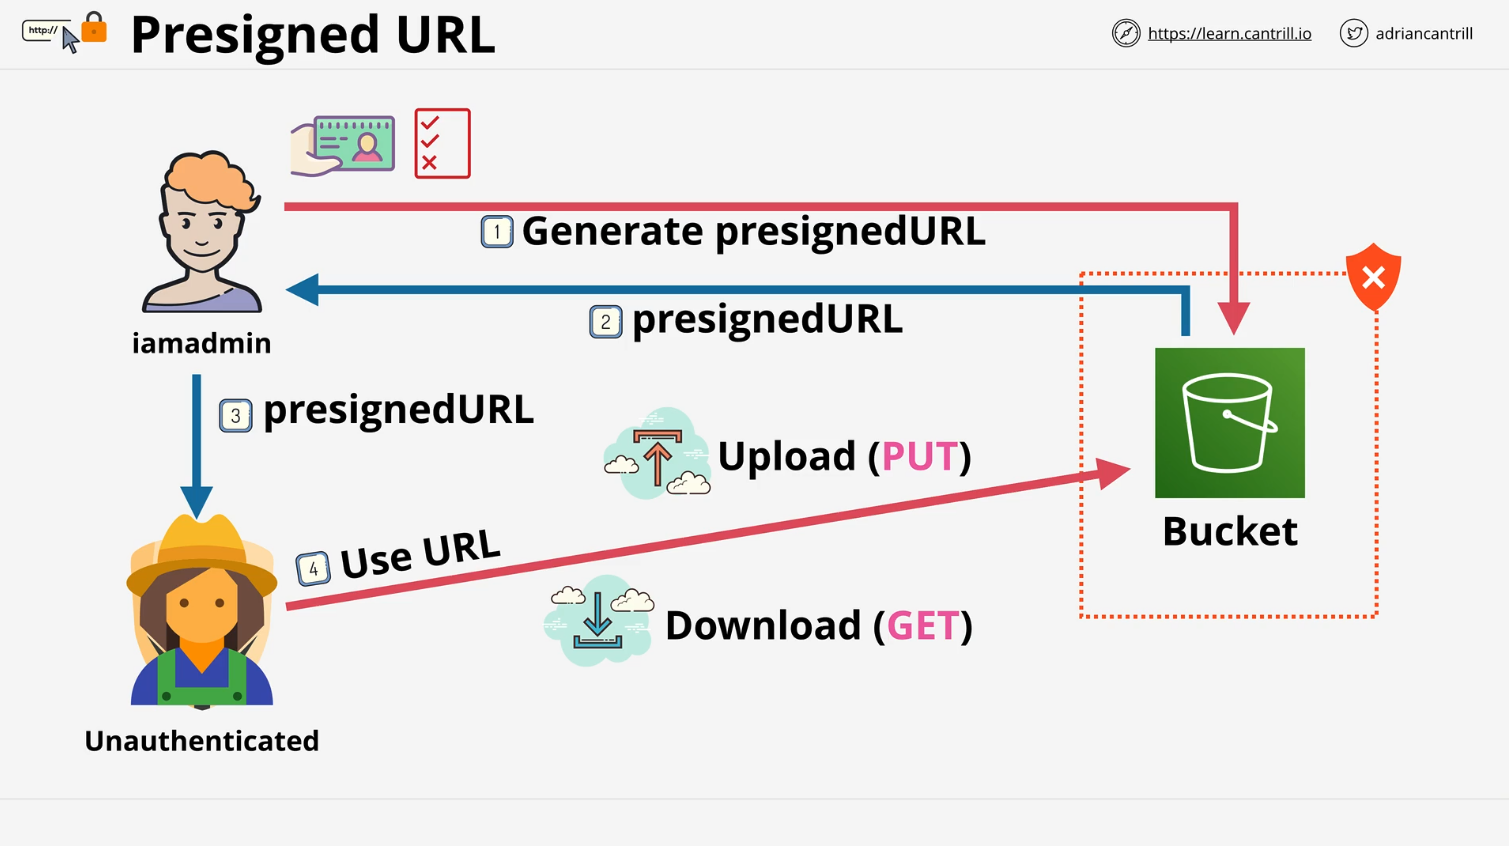 http://
Presigned URL
https://learn.cantrill.io
adriancantrill
1 Generate presignedURL
2 presignedURL
iamadmin
3 presignedURL
Upload (PUT)
4 Use URL
Bucket
Download (GET)
Unauthenticated